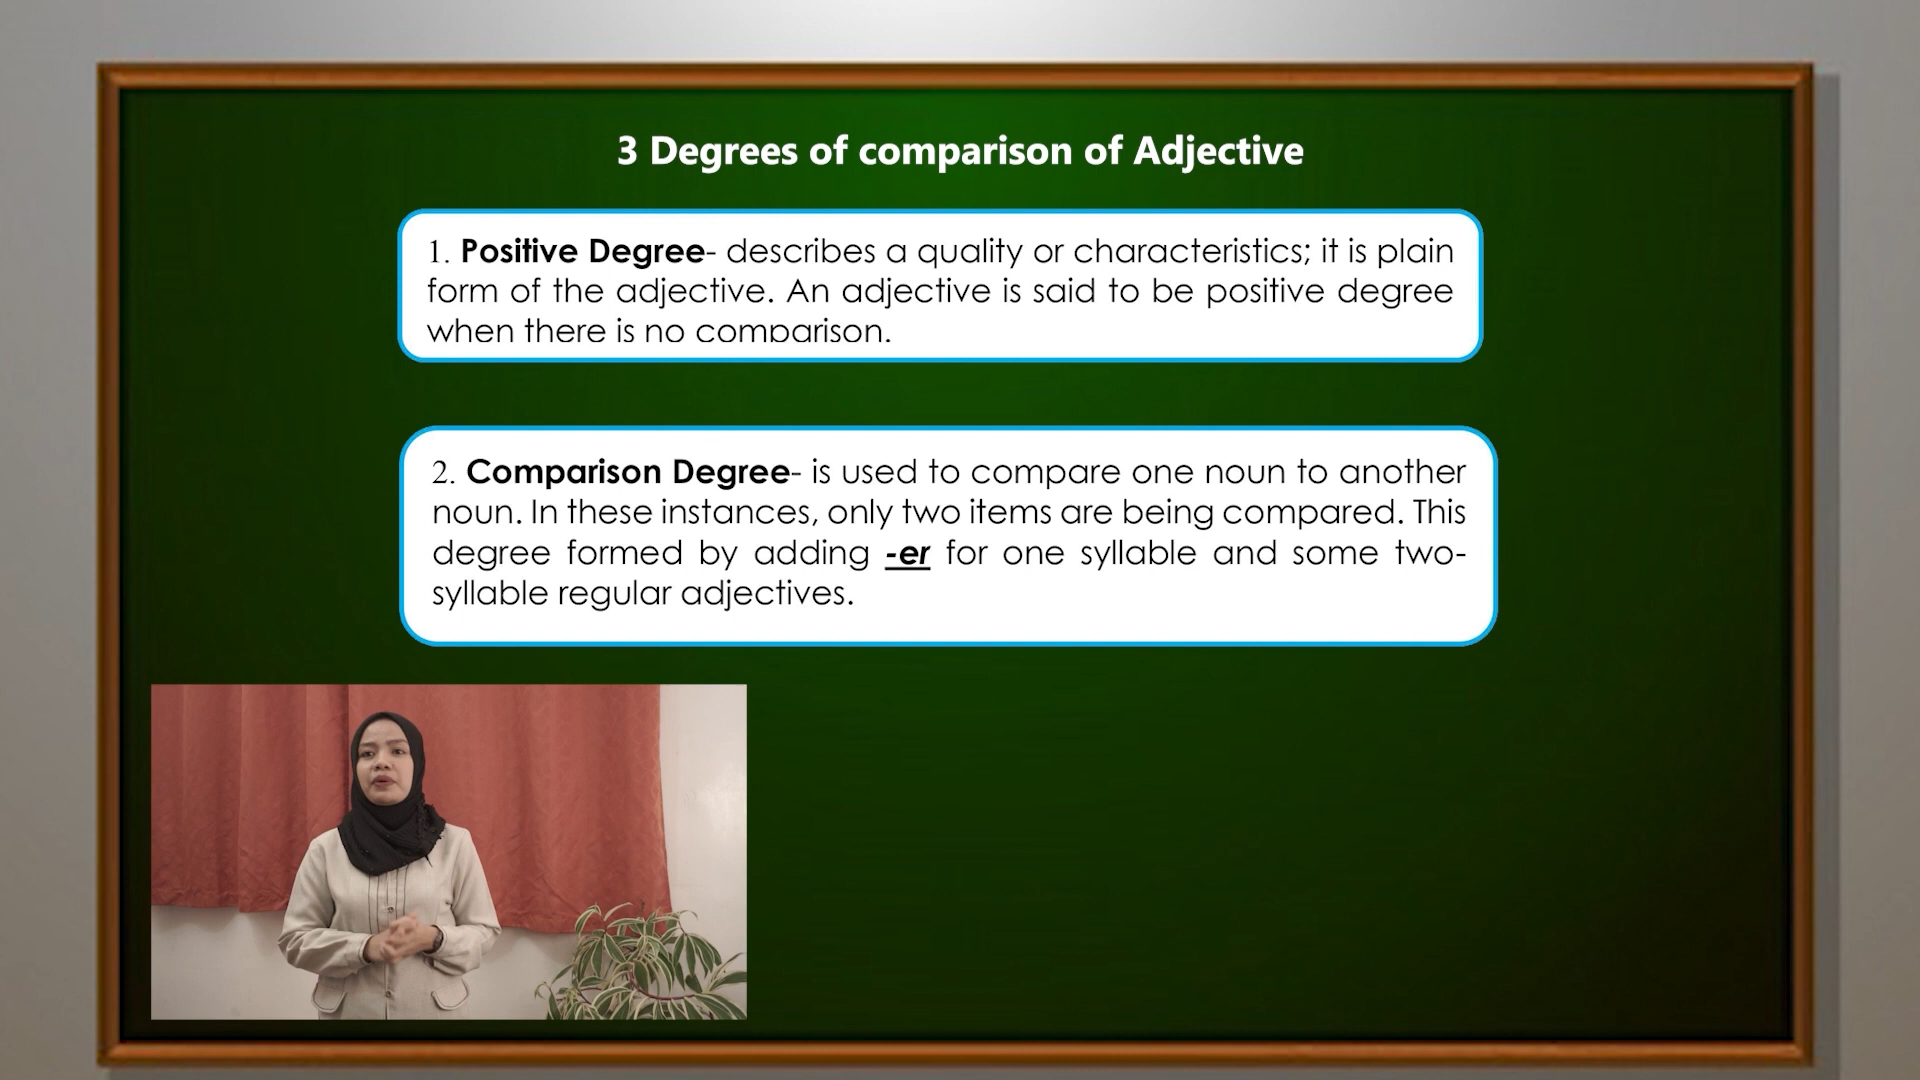 3 Degrees of comparison of Adjective
1. Positive Degree- describes a quality or characteristics; it is plain
form of the adjective. An adjective is said to be positive degree
when there is no comparison.
2. Comparison Degree- is used to compare one noun to another
noun. In these instances, only two items are being compared. This
degree formed by adding -er for one syllable and some two-
syllable regular adjectives.